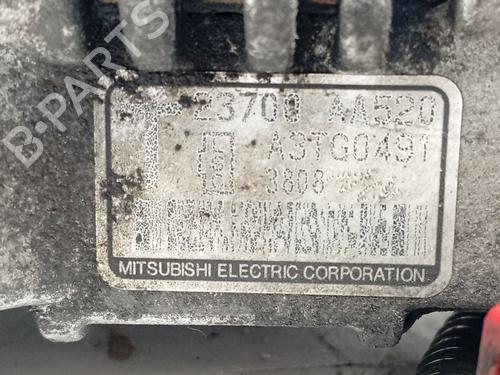 B-PARTS
23700 AA520
A3TG0491
3808
MITSUBISHI ELECTRIC CORPORATION